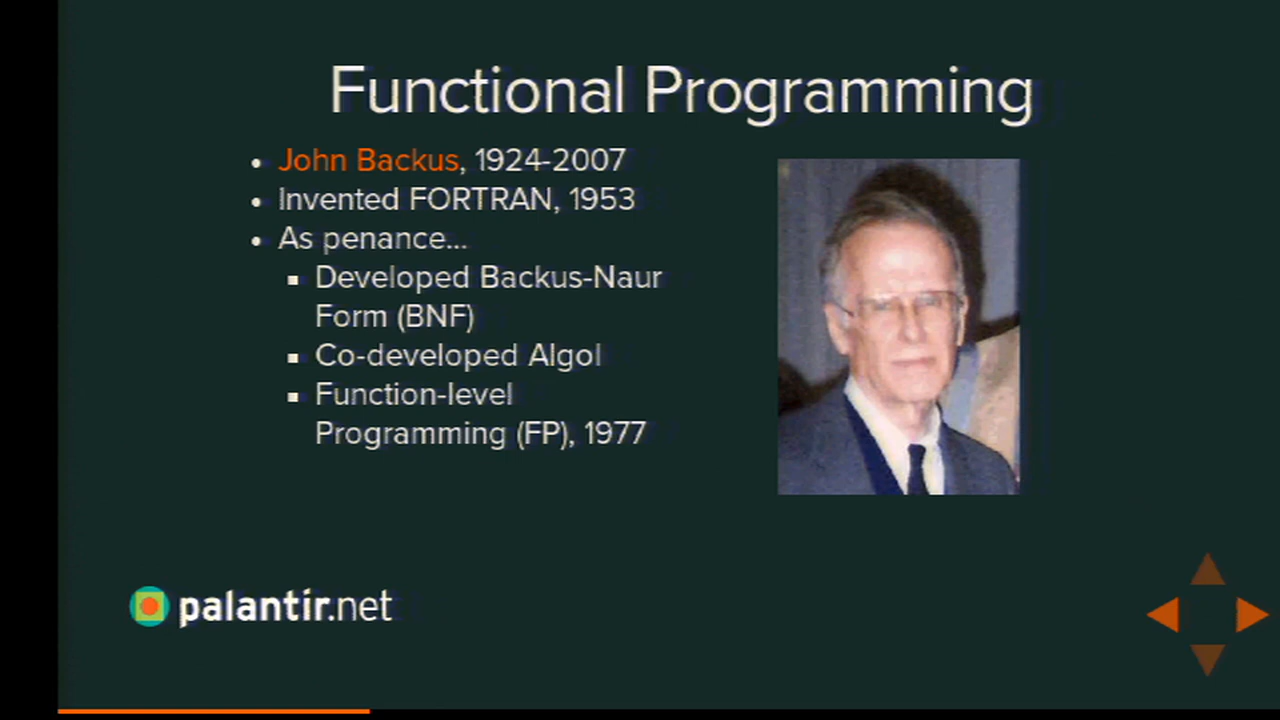 Functional Programming
John Backus, 1924-2007
Invented FORTRAN, 1953
As penance...
Developed Backus-Naur
Form (BNF)
Co-developed Algol
Function-level
Programming (FP), 1977
palantir.net